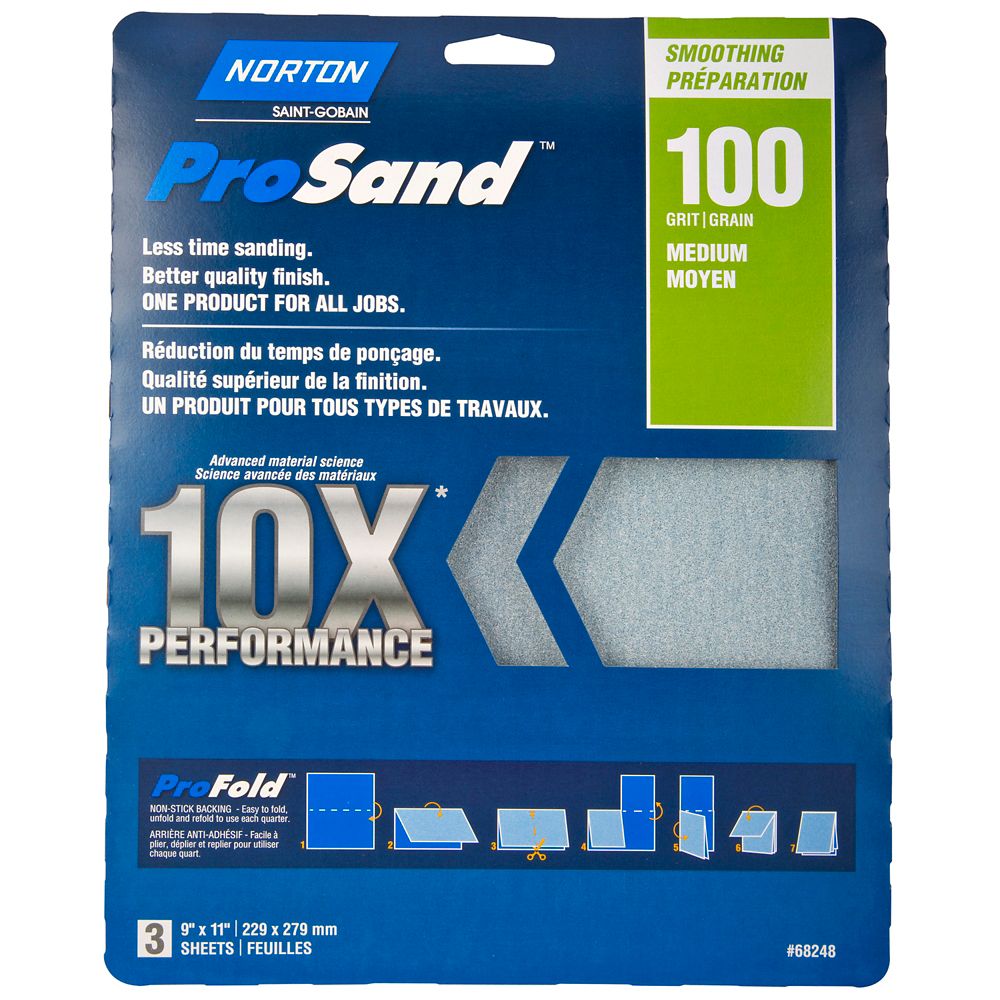 NORTON
SAINT-GOBAIN
ProSand™
Less time sanding.
Better quality finish.
ONE PRODUCT FOR ALL JOBS.
Réduction du temps de ponçage.
Qualité supérieur de la finition.
UN PRODUIT POUR TOUS TYPES DE TRAVAUX.
SMOOTHING
PRÉPARATION
100
GRIT | GRAIN
MEDIUM
MOYEN
Advanced material science
Science avancée des matériaux
10X*
PERFORMANCE
ProFold™
NON-STICK BACKING - Easy to fold,
unfold and refold to use each quarter.
ARRIÈRE ANTI-ADHÉSIF - Facile à
plier, déplier et replier pour utiliser
chaque quart.
1 2 3 4 5 6 7
3 9" x 11" | 229 x 279 mm
SHEETS | FEUILLES
#68248